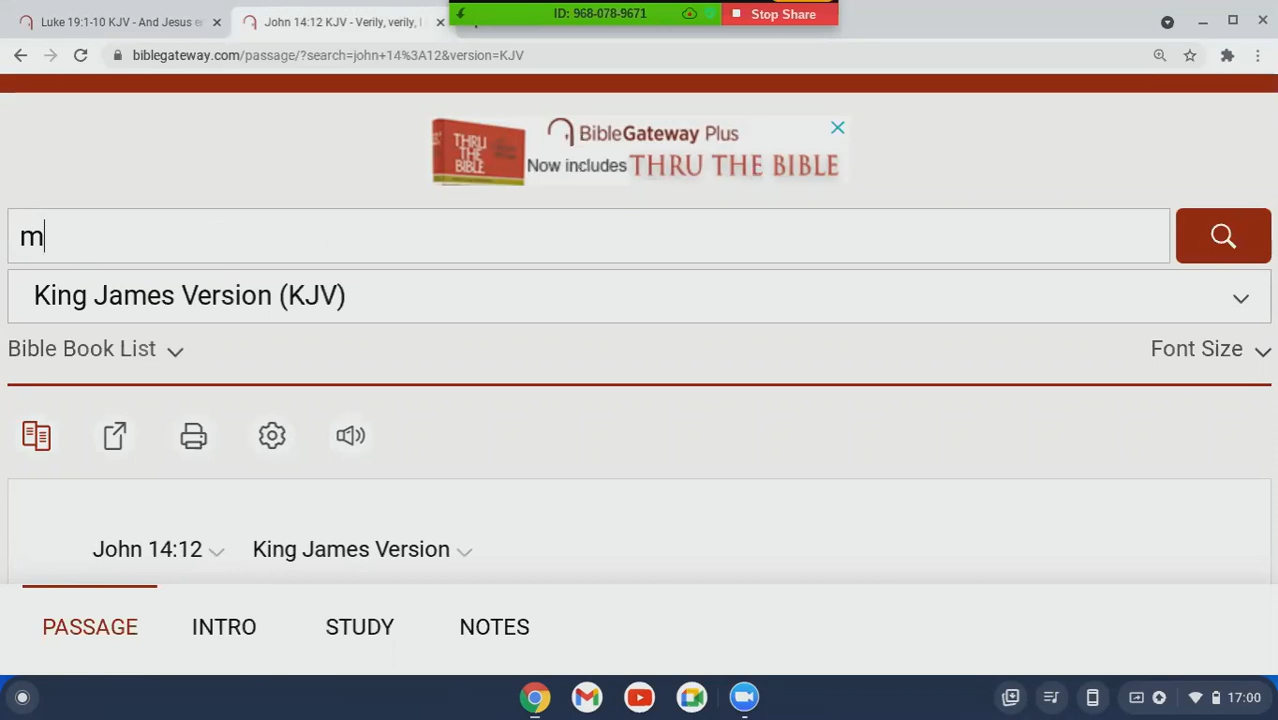 Luke 19:1-10 KJV - And Jesus e
John 14:12 KJV - Verily, verily, I
ID: 968-078-9671
Stop Share
biblegateway.com/passage/?search=john+14%3A12&version=KJV
THRU THE BIBLE
BibleGateway Plus
Now includes THRU THE BIBLE
m
King James Version (KJV)
Bible Book List
Font Size
John 14:12
King James Version
PASSAGE
INTRO
STUDY
NOTES
17:00